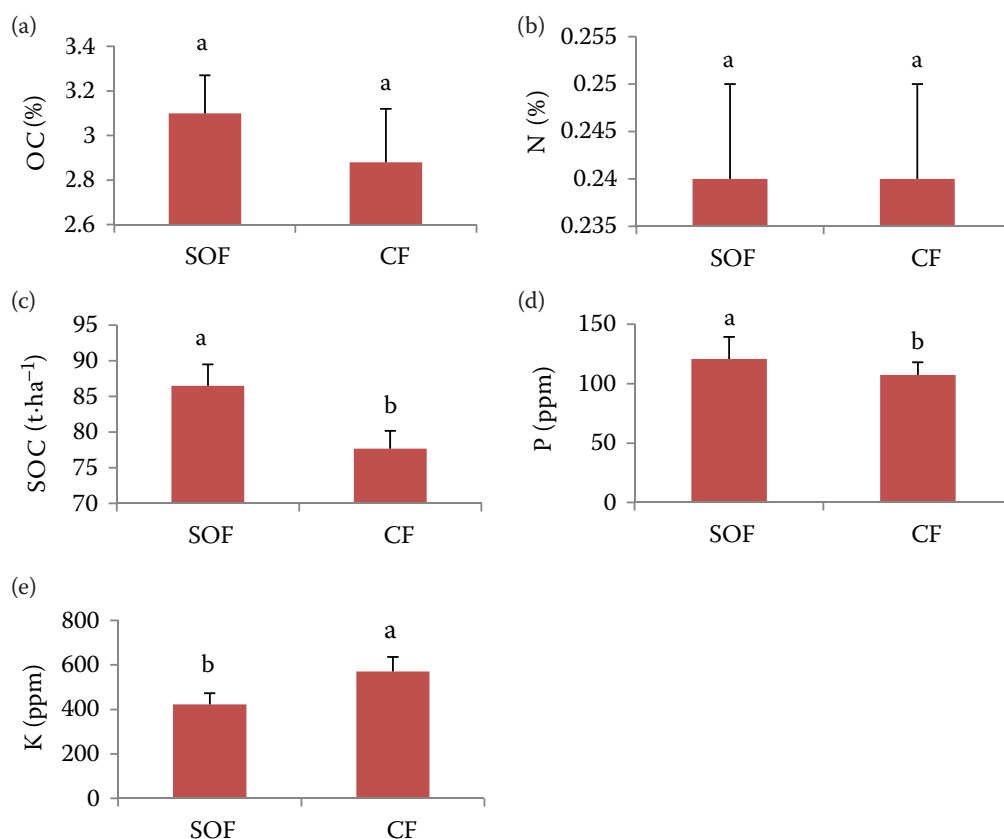 (a)
OC (%)
3.4
3.2
3
2.8
2.6
a
a
SOF
CF
(b)
N (%)
0.255
0.25
0.245
0.24
0.235
a
a
SOF
CF
(c)
SOC (t·ha⁻¹)
95
90
85
80
75
70
a
b
SOF
CF
(d)
P (ppm)
150
100
50
0
a
b
SOF
CF
(e)
K (ppm)
800
600
400
200
0
b
a
SOF
CF